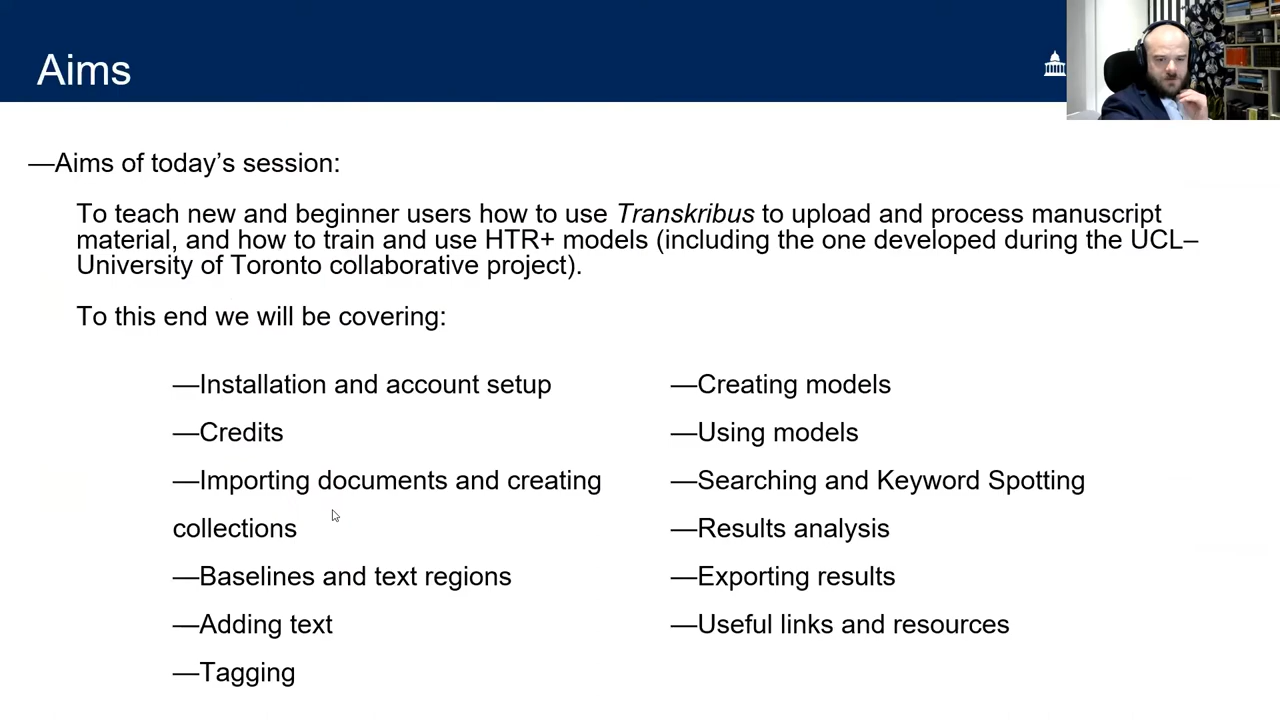 Aims
—Aims of today’s session:
To teach new and beginner users how to use Transkribus to upload and process manuscript
material, and how to train and use HTR+ models (including the one developed during the UCL–
University of Toronto collaborative project).
To this end we will be covering:
—Installation and account setup
—Credits
—Importing documents and creating
collections
—Baselines and text regions
—Adding text
—Tagging
—Creating models
—Using models
—Searching and Keyword Spotting
—Results analysis
—Exporting results
—Useful links and resources